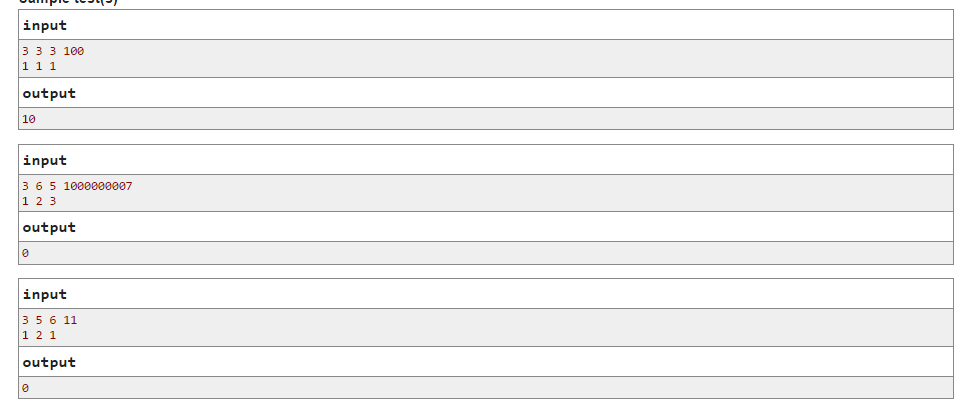 Sample test(s)
input
3 3 3 100
1 1 1
output
10
input
3 6 5 1000000007
1 2 3
output
0
input
3 5 6 11
1 2 1
output
0